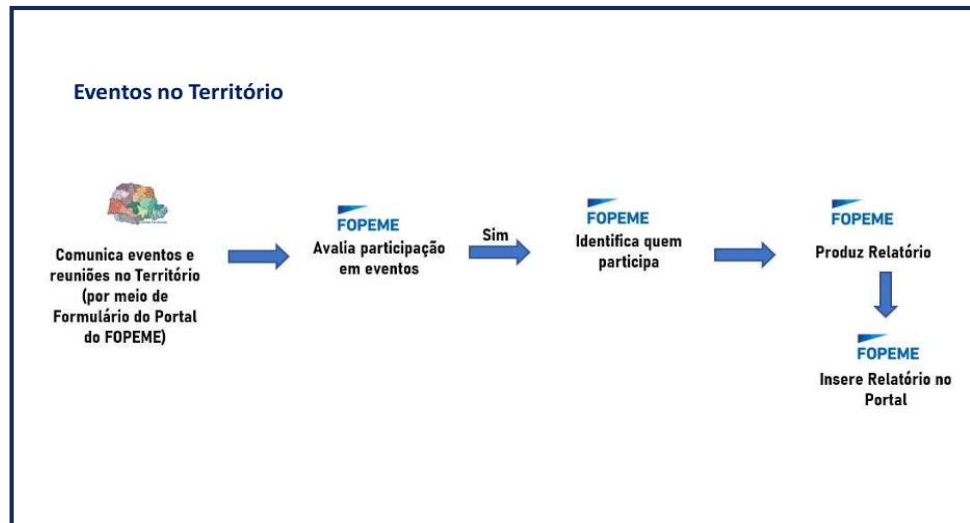 Eventos no Território
Comunica eventos e
reuniões no Território
(por meio de
Formulário do Portal
do FOPEME)
FOPEME
Avalia participação
em eventos
Sim
FOPEME
Identifica quem
participa
FOPEME
Produz Relatório
FOPEME
Insere Relatório no
Portal